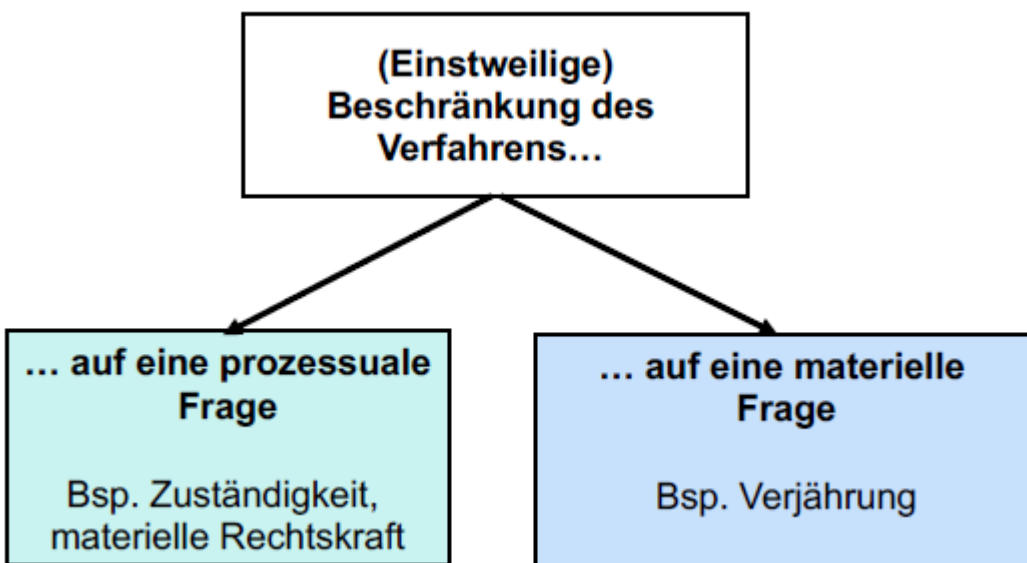 (Einstweilige)
Beschränkung des
Verfahrens…
… auf eine prozessuale
Frage
Bsp. Zuständigkeit,
materielle Rechtskraft
… auf eine materielle
Frage
Bsp. Verjährung